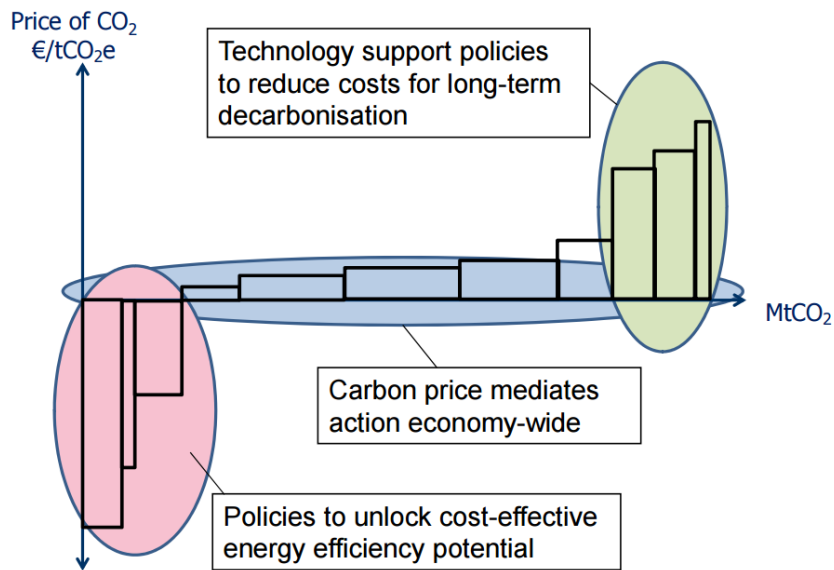 Price of CO₂
€/tCO₂e
Technology support policies
to reduce costs for long-term
decarbonisation
MtCO₂
Carbon price mediates
action economy-wide
Policies to unlock cost-effective
energy efficiency potential